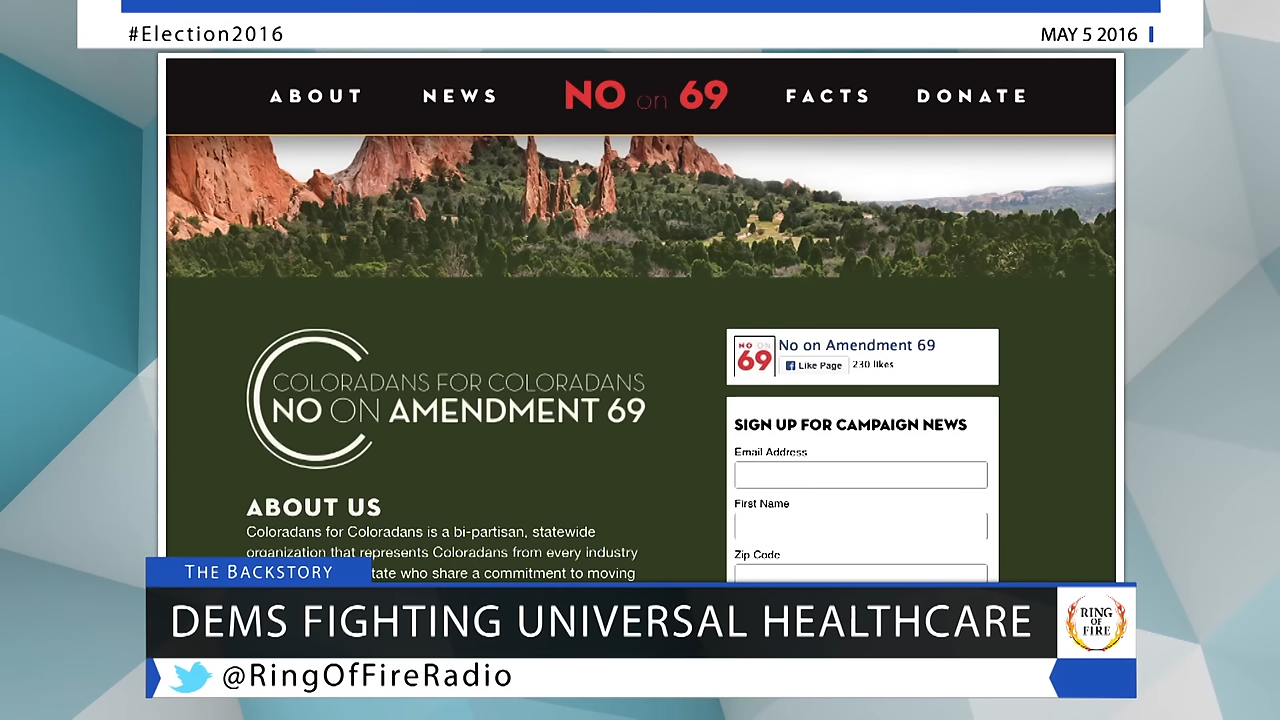 #Election2016
MAY 5 2016
ABOUT
NEWS
NO on 69
FACTS
DONATE
COLORADANS FOR COLORADANS
NO ON AMENDMENT 69
ABOUT US
Coloradans for Coloradans is a bi-partisan, statewide
organization that represents Coloradans from every industry
tate who share a commitment to moving
NO ON
69
No on Amendment 69
Like Page
230 likes
SIGN UP FOR CAMPAIGN NEWS
Email Address
First Name
Zip Code
THE BACKSTORY
DEMS FIGHTING UNIVERSAL HEALTHCARE
RING
OF
FIRE
@RingOfFireRadio